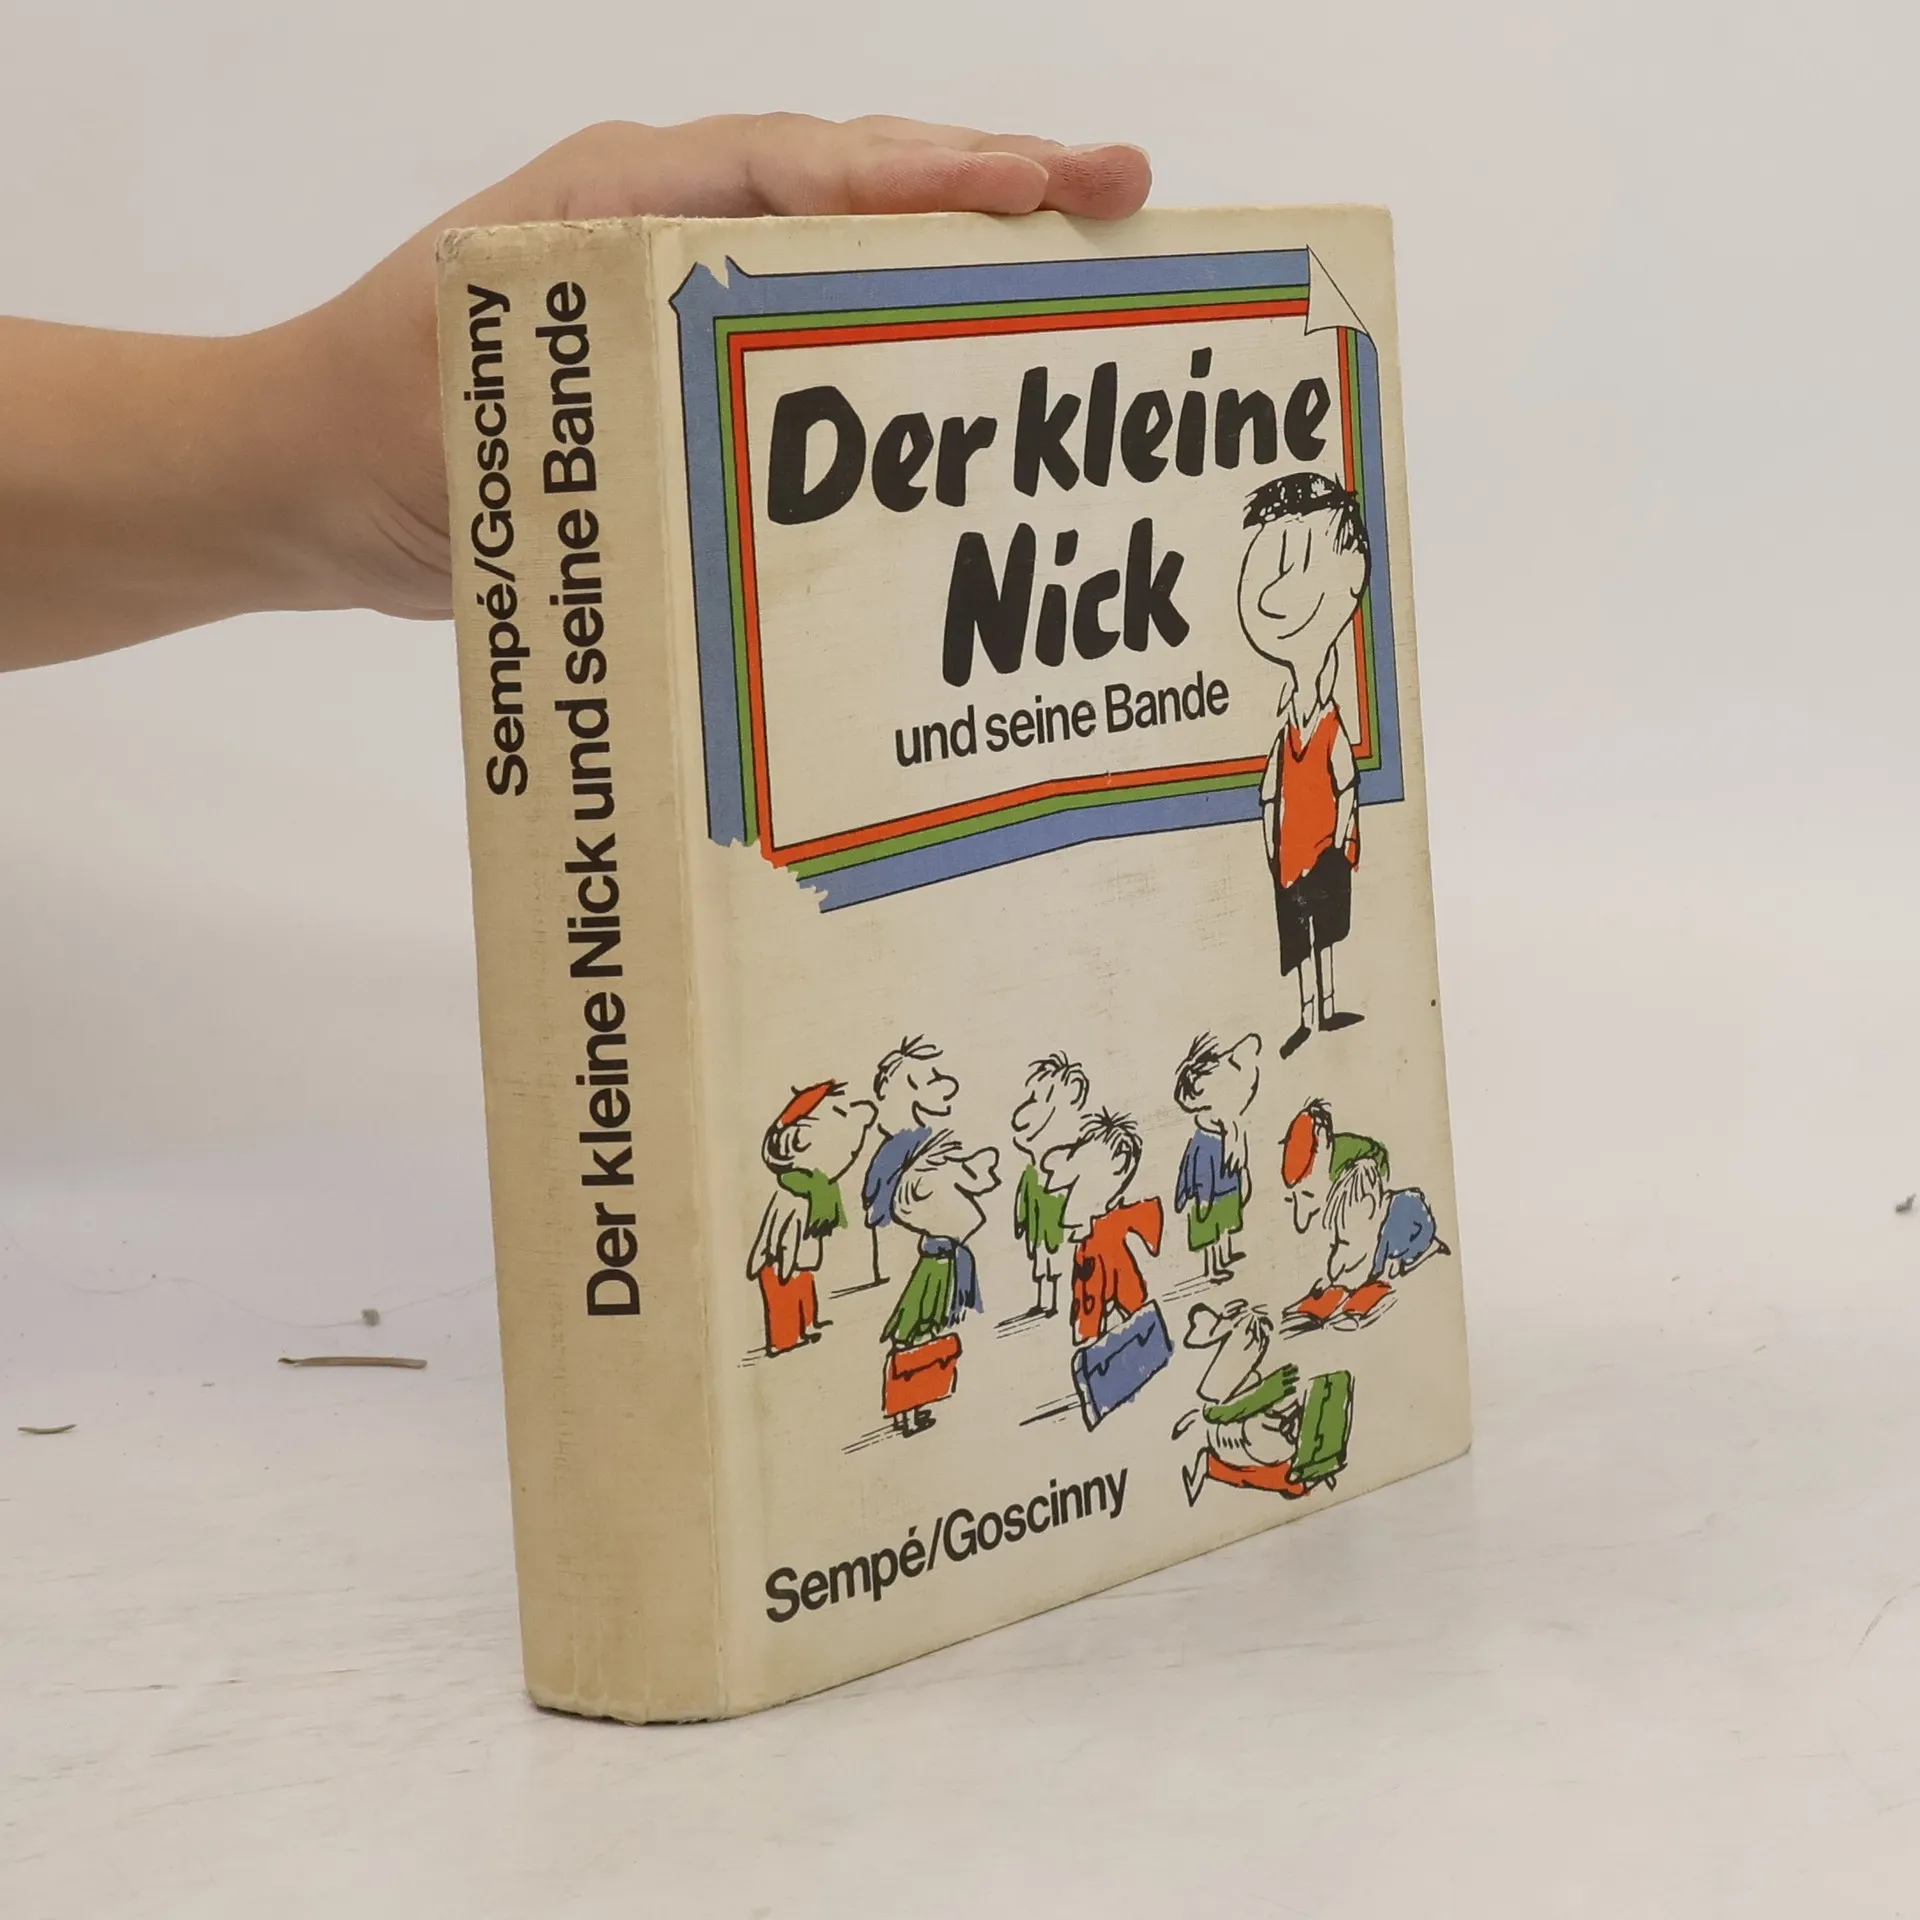 Sempé/Goscinny
Der kleine Nick und seine Bande
Der kleine
Nick
und seine Bande
Sempé/Goscinny